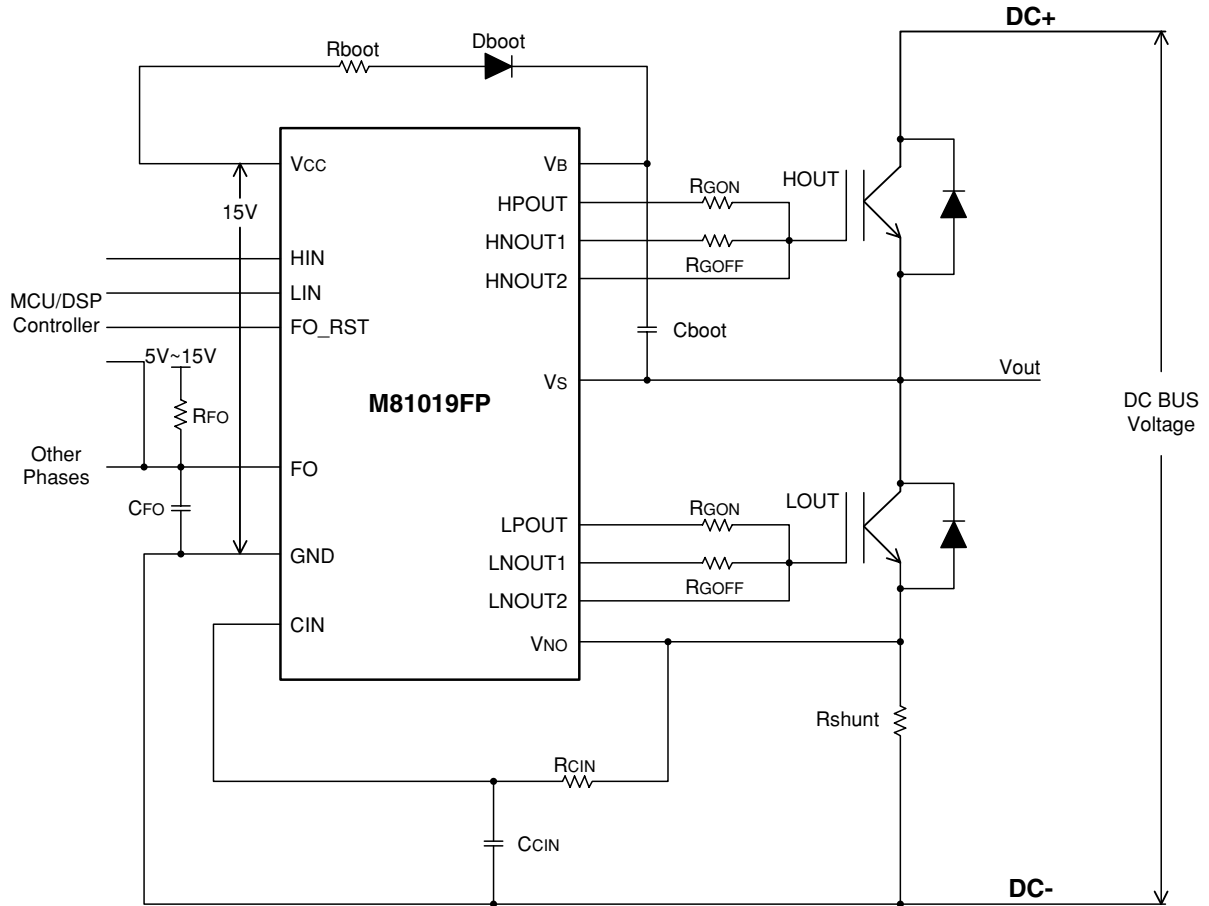 DC+
Rboot
Dboot
VCC
VB
15V
HPOUT
RGON
HOUT
HNOUT1
HIN
RGOFF
HNOUT2
LIN
MCU/DSP
Controller
FO_RST
Cboot
5V~15V
VS
Vout
M81019FP
RFO
DC BUS
Voltage
Other
Phases
FO
CFO
LPOUT
RGON
LOUT
GND
LNOUT1
RGOFF
LNOUT2
CIN
VNO
Rshunt
RCIN
CCIN
DC-